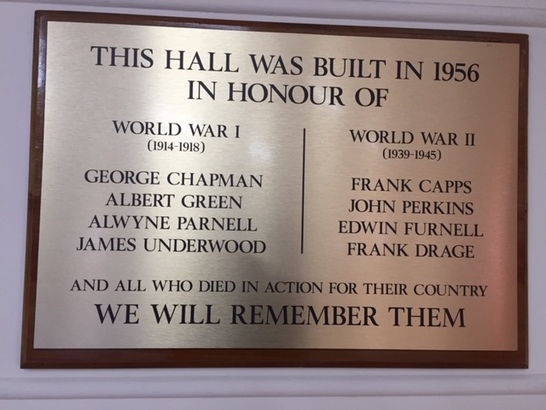 THIS HALL WAS BUILT IN 1956
IN HONOUR OF
WORLD WAR I
(1914-1918)
GEORGE CHAPMAN
ALBERT GREEN
ALWYNE PARNELL
JAMES UNDERWOOD
WORLD WAR II
(1939-1945)
FRANK CAPPS
JOHN PERKINS
EDWIN FURNELL
FRANK DRAGE
AND ALL WHO DIED IN ACTION FOR THEIR COUNTRY
WE WILL REMEMBER THEM